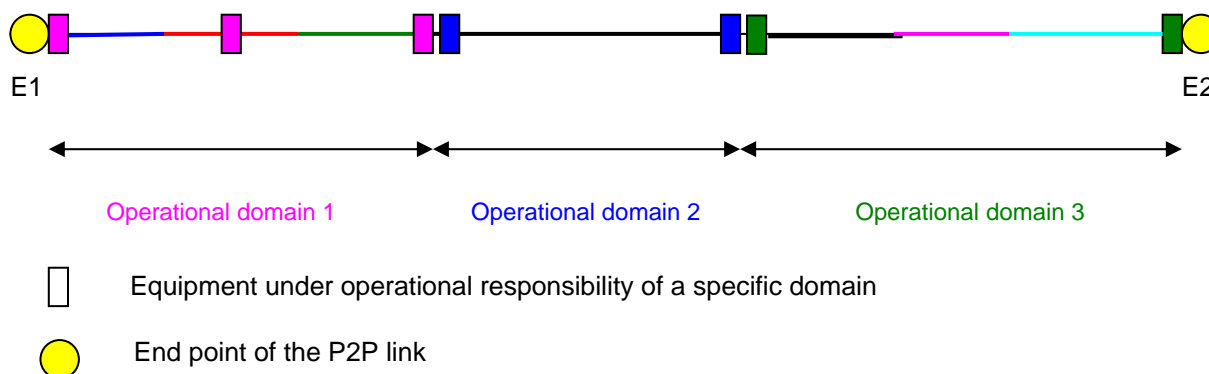 E1
E2
Operational domain 1
Operational domain 2
Operational domain 3
Equipment under operational responsibility of a specific domain
End point of the P2P link